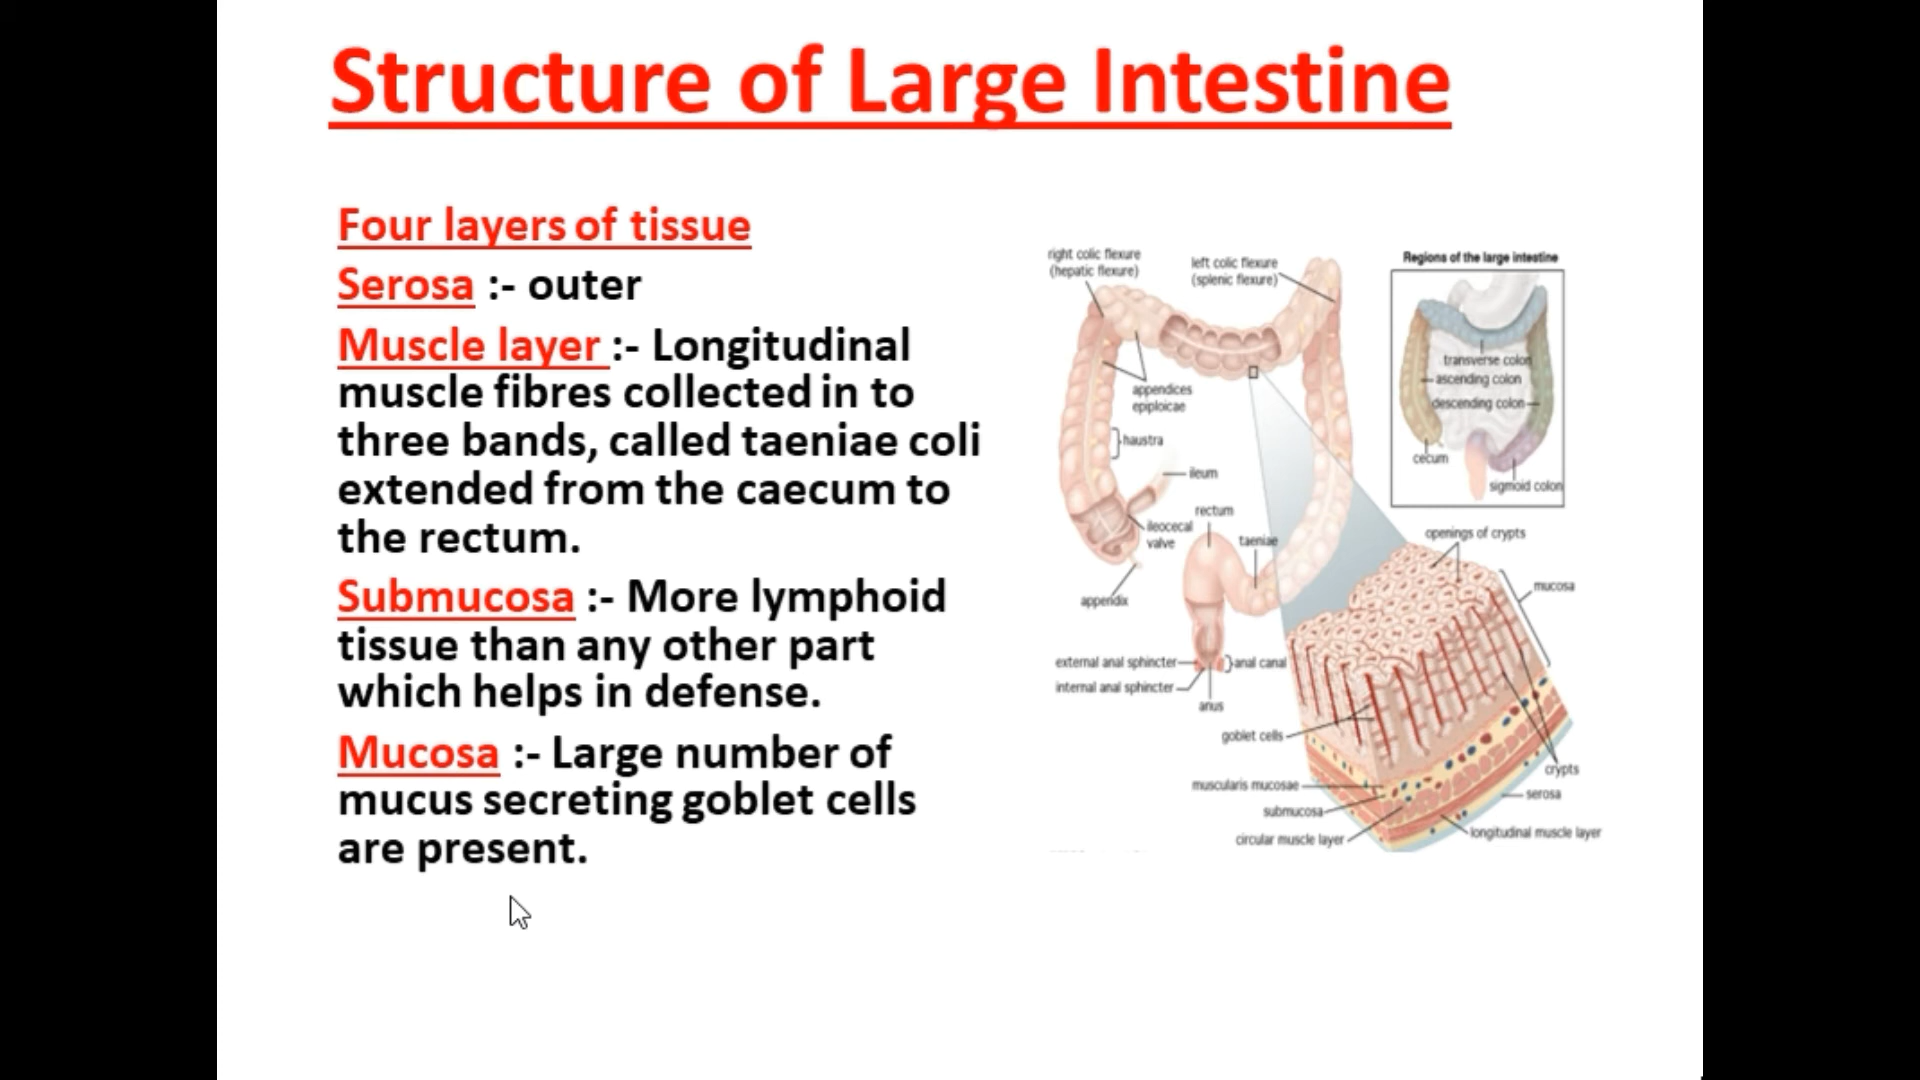 Structure of Large Intestine
Four layers of tissue
Serosa :- outer
Muscle layer :- Longitudinal
muscle fibres collected in to
three bands, called taeniae coli
extended from the caecum to
the rectum.
Submucosa :- More lymphoid
tissue than any other part
which helps in defense.
Mucosa :- Large number of
mucus secreting goblet cells
are present.
right colic flexure
(hepatic flexure)
left colic flexure
(splenic flexure)
appendices
epiploicae
haustra
ileum
rectum
ileocecal
valve
taeniae
appendix
external anal sphincter
anal canal
internal anal sphincter
anus
goblet cells
muscularis mucosae
submucosa
circular muscle layer
Regions of the large intestine
transverse colon
ascending colon
descending colon
cecum
sigmoid colon
openings of crypts
mucosa
crypts
serosa
longitudinal muscle layer